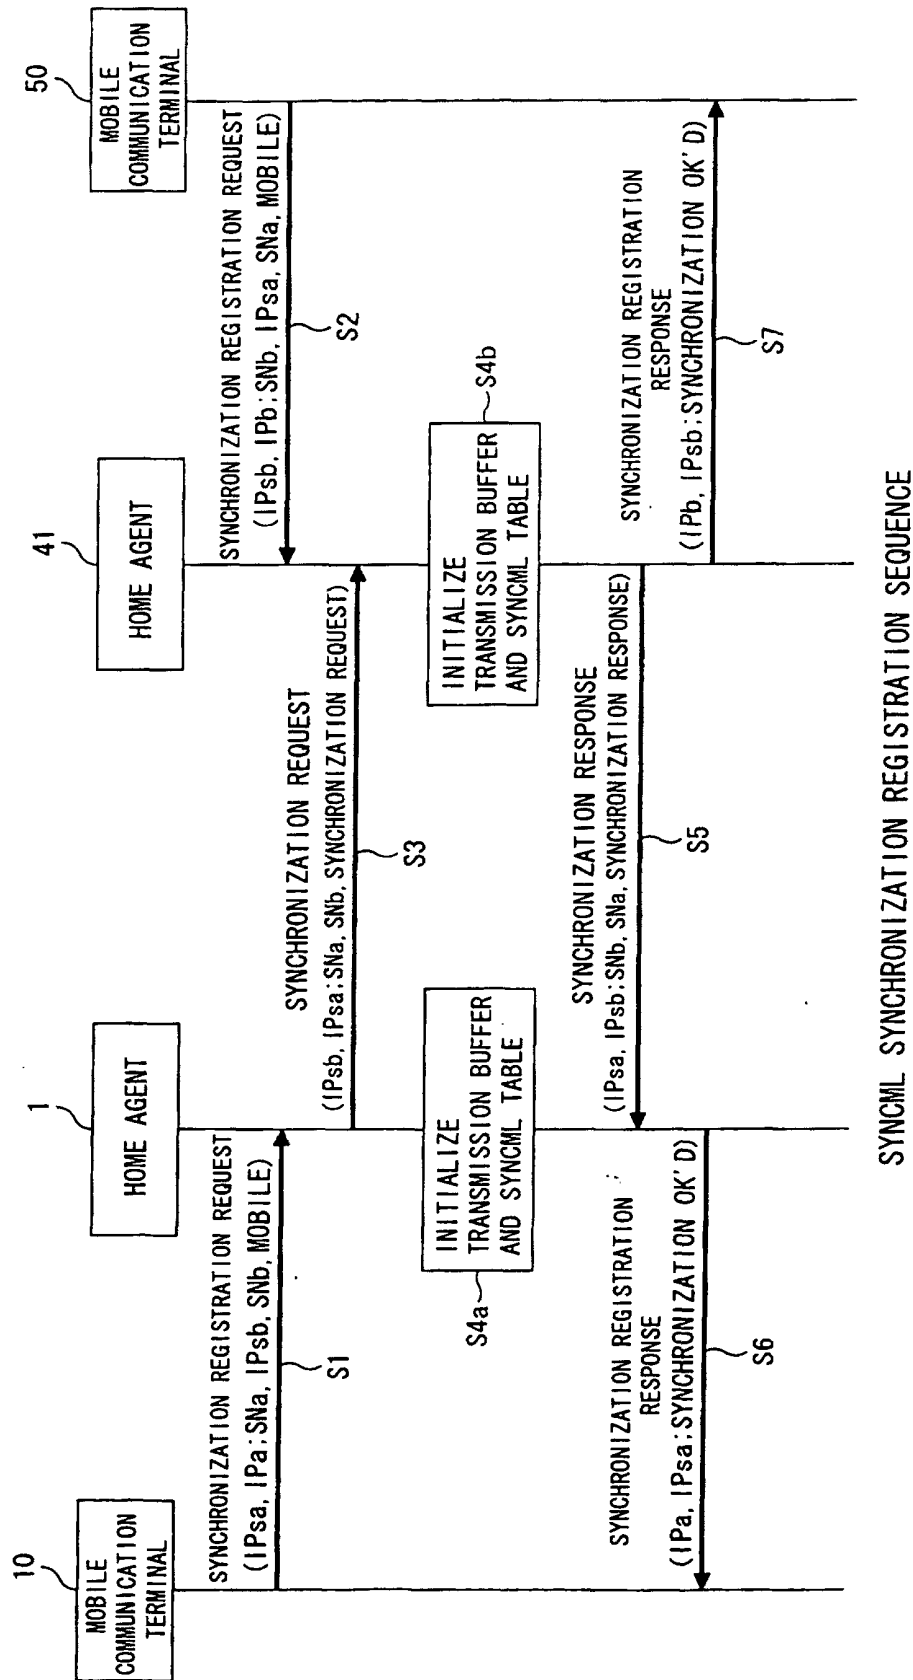 10
MOBILE
COMMUNICATION
TERMINAL
1
HOME AGENT
41
HOME AGENT
50
MOBILE
COMMUNICATION
TERMINAL
SYNCHRONIZATION REGISTRATION REQUEST
(IPsa, IPa;SNa, IPsb, SNb, MOBILE)
S1
SYNCHRONIZATION REGISTRATION REQUEST
(IPsb, IPb;SNb, IPsa, SNa, MOBILE)
S2
SYNCHRONIZATION REQUEST
(IPsb, IPsa;SNa, SNb, SYNCHRONIZATION REQUEST)
S3
INITIALIZE
TRANSMISSION BUFFER
AND SYNCML TABLE
S4a
INITIALIZE
TRANSMISSION BUFFER
AND SYNCML TABLE
S4b
SYNCHRONIZATION RESPONSE
(IPsa, IPsb;SNb, SNa, SYNCHRONIZATION RESPONSE)
S5
SYNCHRONIZATION REGISTRATION
RESPONSE
(IPa, IPsa;SYNCHRONIZATION OK'D)
S6
SYNCHRONIZATION REGISTRATION
RESPONSE
(IPb, IPsb;SYNCHRONIZATION OK'D)
S7
SYNCML SYNCHRONIZATION REGISTRATION SEQUENCE